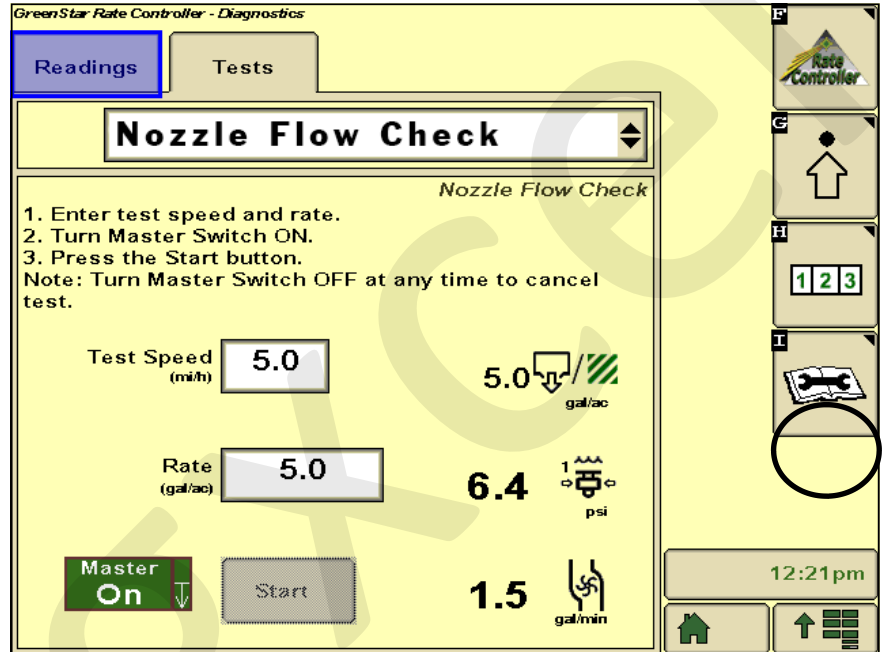 GreenStar Rate Controller - Diagnostics
Readings
Tests
Nozzle Flow Check
Nozzle Flow Check
1. Enter test speed and rate.
2. Turn Master Switch ON.
3. Press the Start button.
Note: Turn Master Switch OFF at any time to cancel
test.
Test Speed
(mi/h)
5.0
5.0
/
gal/ac
Rate
(gal/ac)
5.0
6.4
1
psi
Master
On
Start
1.5
gal/min
F
Rate
Controller
G
H
1 2 3
I
12:21pm